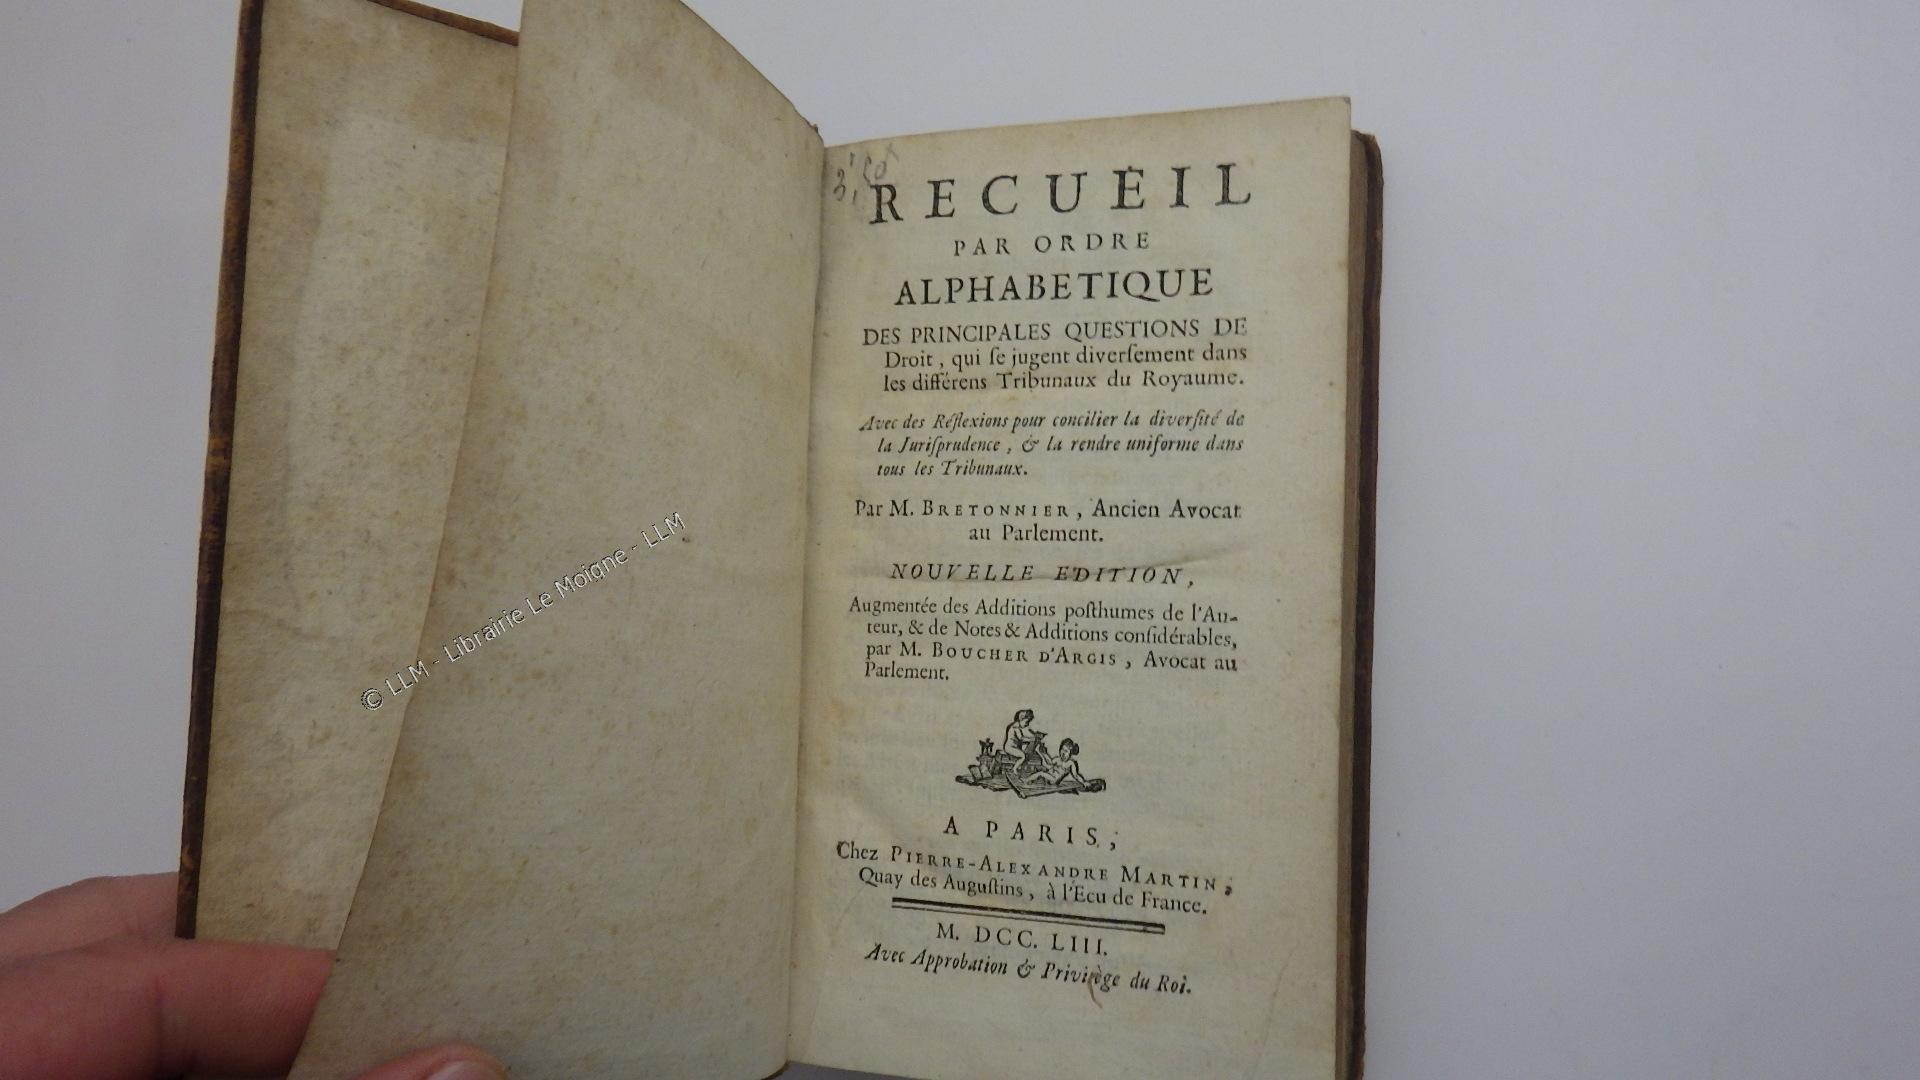 RECUEIL
PAR ORDRE
ALPHABETIQUE
DES PRINCIPALES QUESTIONS DE
Droit, qui ſe jugent diverſement dans
les différens Tribunaux du Royaume.
Avec des Réflexions pour concilier la diverſité de
la Juriſprudence, & la rendre uniforme dans
tous les Tribunaux.
Par M. BRETONNIER, Ancien Avocat
au Parlement.
NOUVELLE EDITION,
Augmentée des Additions poſthumes de l'Au-
teur, & de Notes & Additions conſidérables,
par M. BOUCHER D'ARGIS, Avocat au
Parlement.
A PARIS,
Chez PIERRE-ALEXANDRE MARTIN,
Quay des Auguſtins, à l'Ecu de France.
M. DCC. LIII.
Avec Approbation & Privilège du Roi.
© LLM - Librairie Le Moigne - LLM